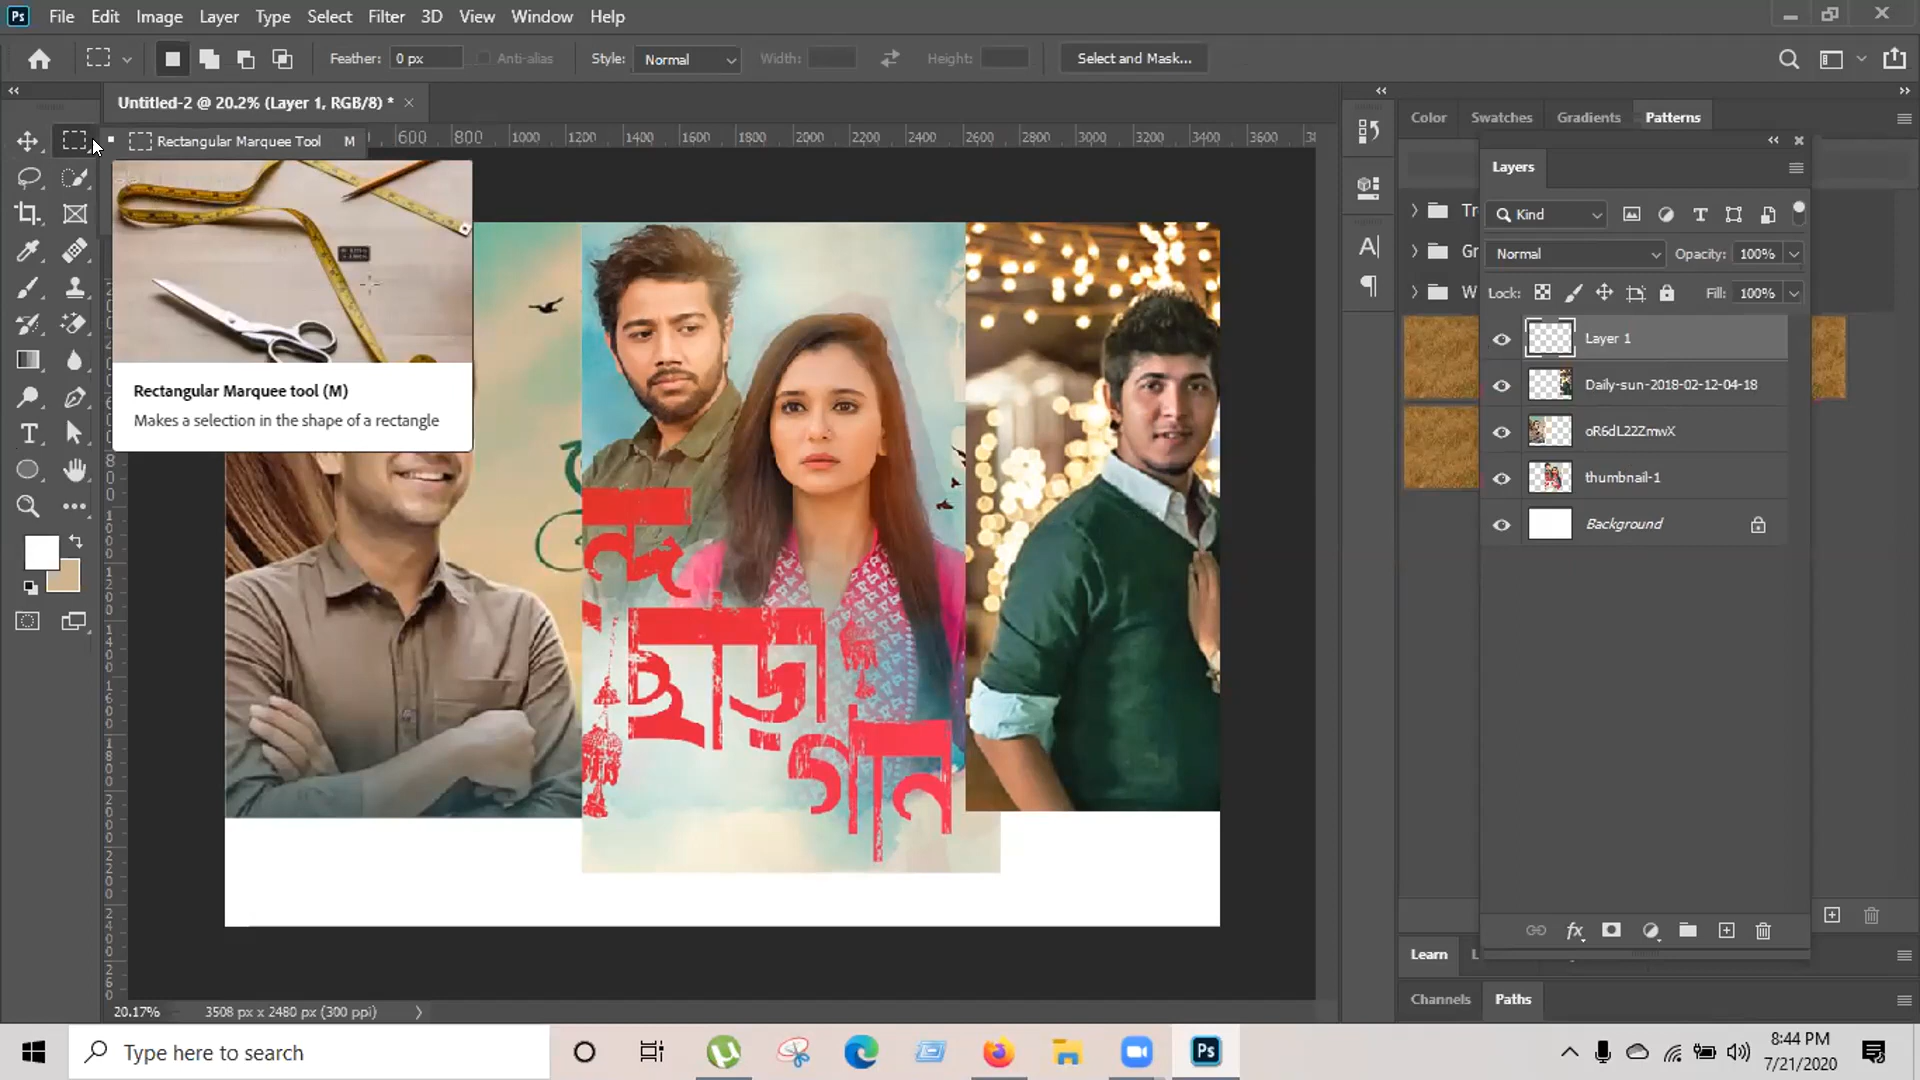 Ps File Edit Image Layer Type Select Filter 3D View Window Help
Feather: 0 px Anti-alias Style: Normal Width: Height: Select and Mask...
Untitled-2 @ 20.2% (Layer 1, RGB/8) * ×
Color Swatches Gradients Patterns
Rectangular Marquee Tool M
600 800 1000 1200 1400 1600 1800 2000 2200 2400 2600 2800 3000 3200 3400 3600
Layers
Kind
Normal Opacity: 100%
Lock: Fill: 100%
Layer 1
Daily-sun-2018-02-12-04-18
oR6dL22ZmwX
thumbnail-1
Background
Rectangular Marquee tool (M)
Makes a selection in the shape of a rectangle
ছাড়া
গান
Learn
Channels Paths
20.17% 3508 px x 2480 px (300 ppi)
Type here to search
Ps
8:44 PM
7/21/2020